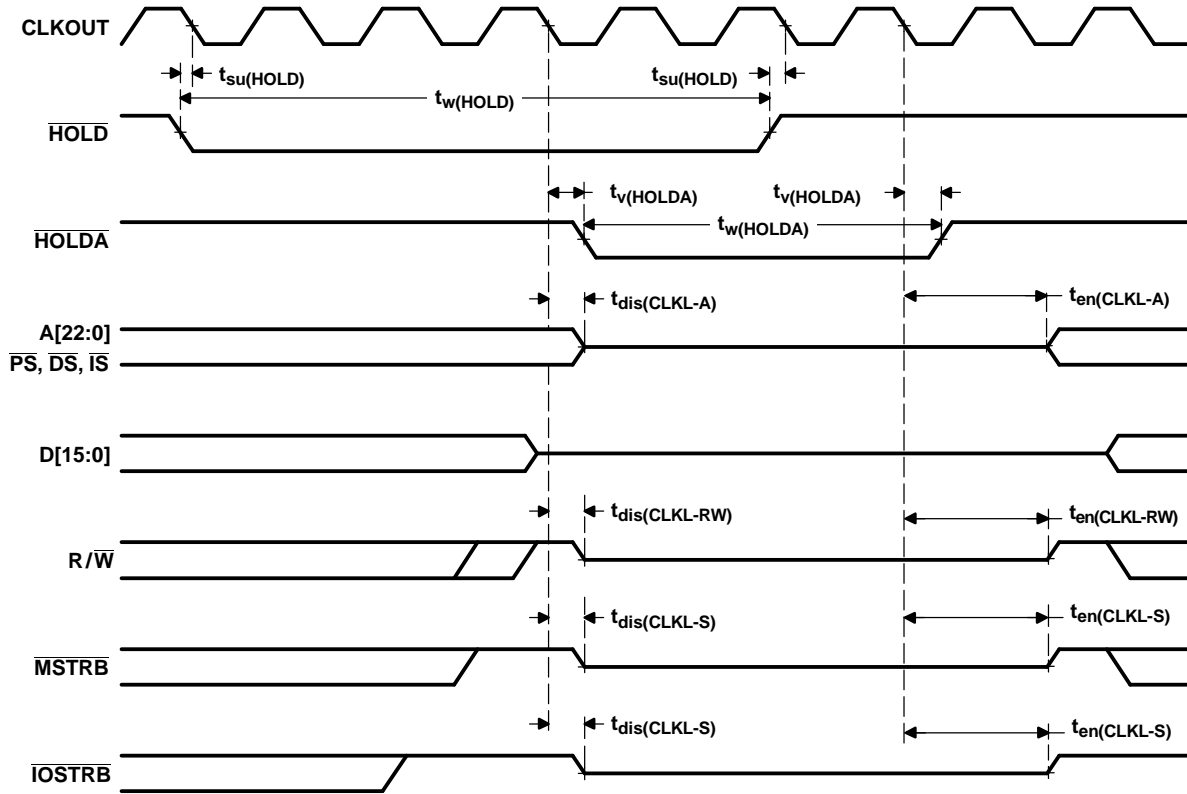 CLKOUT
tsu(HOLD)
tsu(HOLD)
tw(HOLD)
HOLD
tv(HOLDA)
tv(HOLDA)
HOLDA
tw(HOLDA)
tdis(CLKL-A)
ten(CLKL-A)
A[22:0]
PS, DS, IS
D[15:0]
tdis(CLKL-RW)
ten(CLKL-RW)
R/W
tdis(CLKL-S)
ten(CLKL-S)
MSTRB
tdis(CLKL-S)
ten(CLKL-S)
IOSTRB